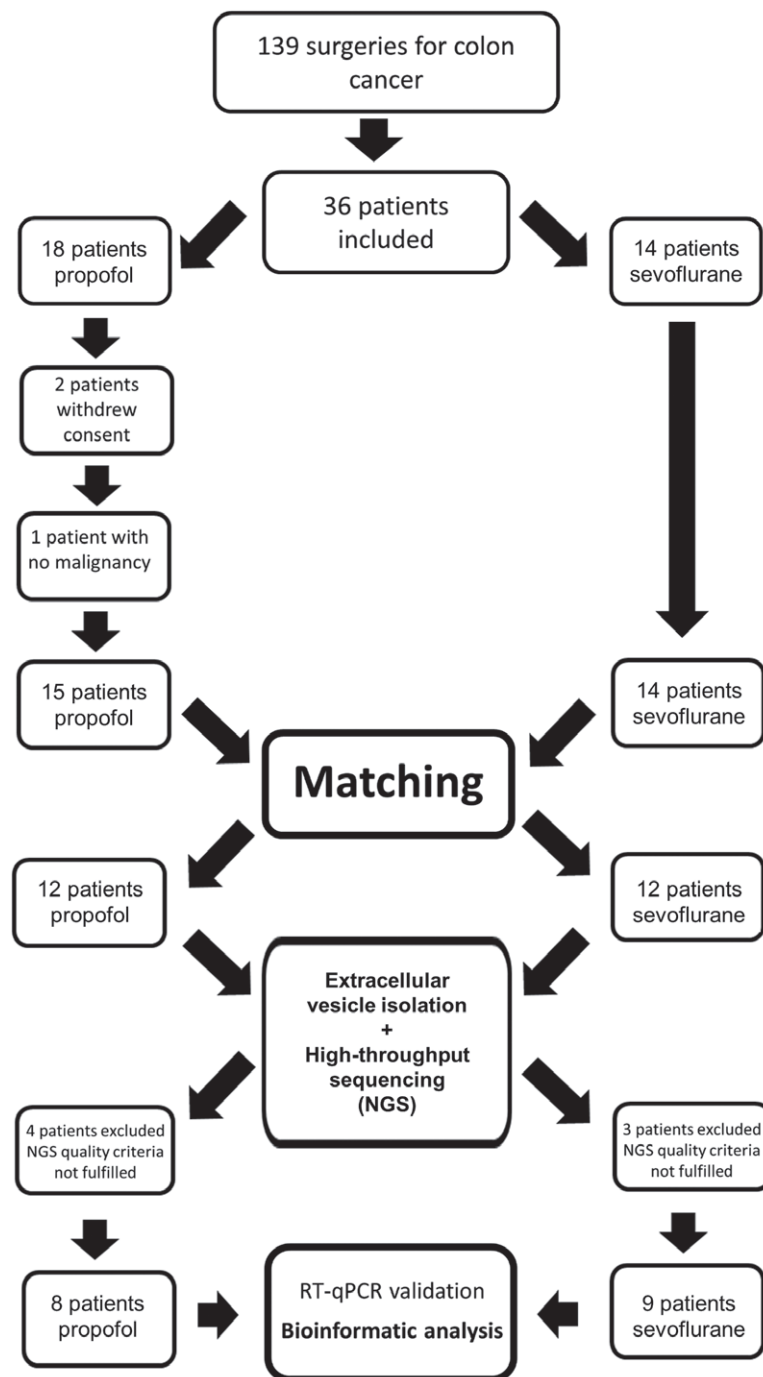 139 surgeries for colon
cancer
36 patients
included
18 patients
propofol
14 patients
sevoflurane
2 patients
withdrew
consent
1 patient with
no malignancy
15 patients
propofol
14 patients
sevoflurane
Matching
12 patients
propofol
12 patients
sevoflurane
Extracellular
vesicle isolation
+
High-throughput
sequencing
(NGS)
4 patients excluded
NGS quality criteria
not fulfilled
3 patients excluded
NGS quality criteria
not fulfilled
8 patients
propofol
RT-qPCR validation
Bioinformatic analysis
9 patients
sevoflurane